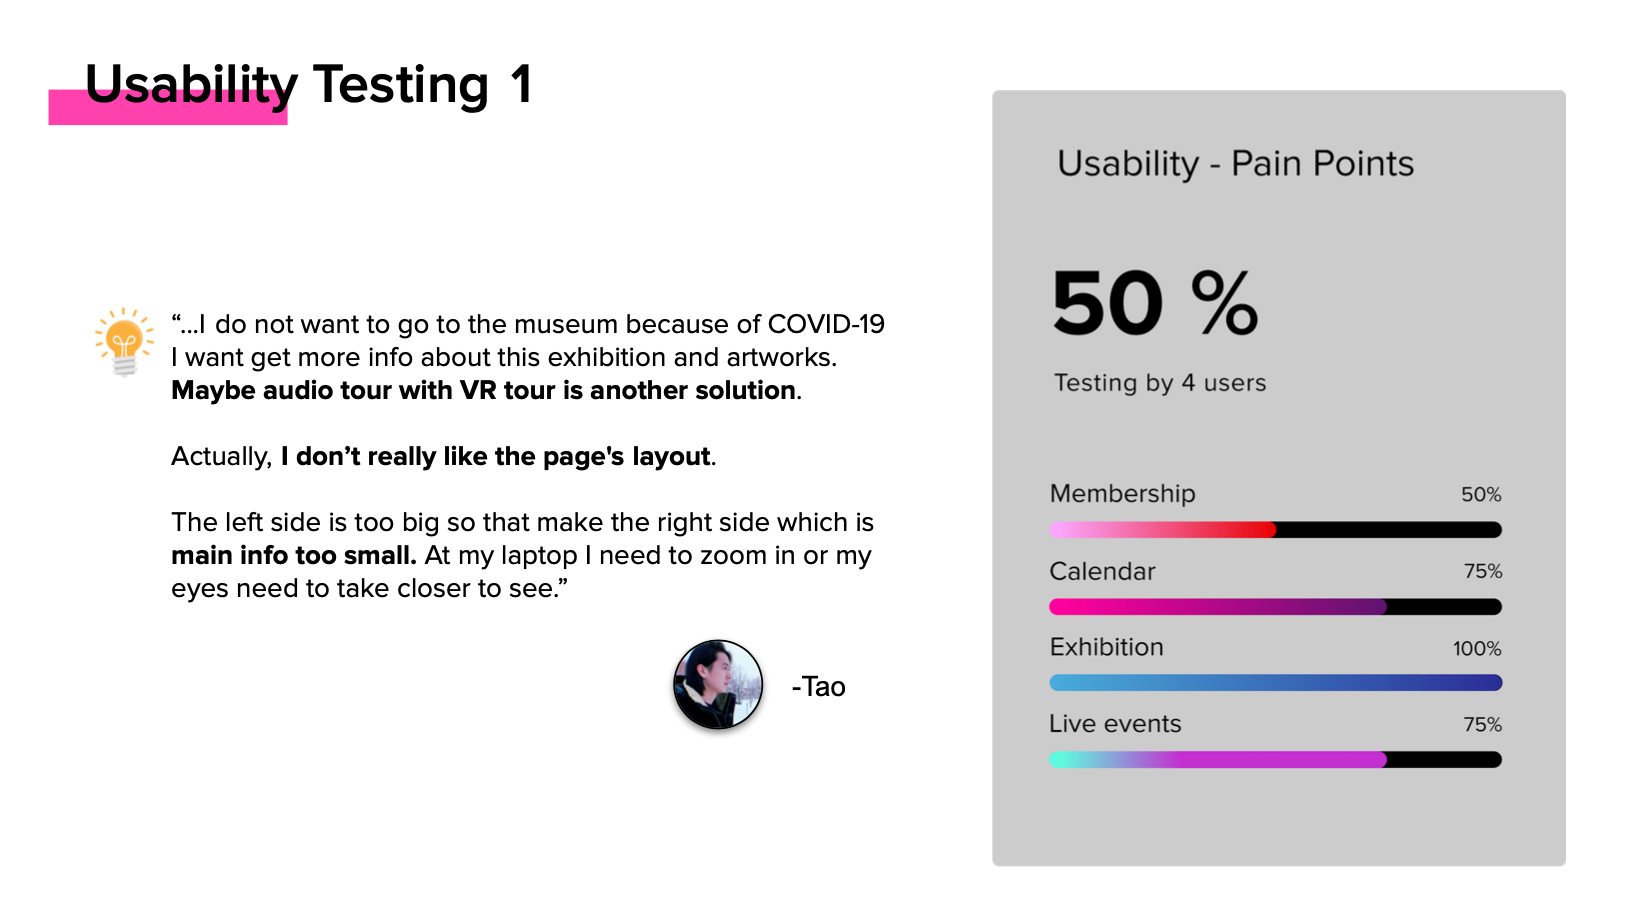 Usability Testing 1
“...I do not want to go to the museum because of COVID-19
I want get more info about this exhibition and artworks.
Maybe audio tour with VR tour is another solution.
Actually, I don’t really like the page's layout.
The left side is too big so that make the right side which is
main info too small. At my laptop I need to zoom in or my
eyes need to take closer to see.”
-Tao
Usability - Pain Points
50 %
Testing by 4 users
Membership 50%
Calendar 75%
Exhibition 100%
Live events 75%